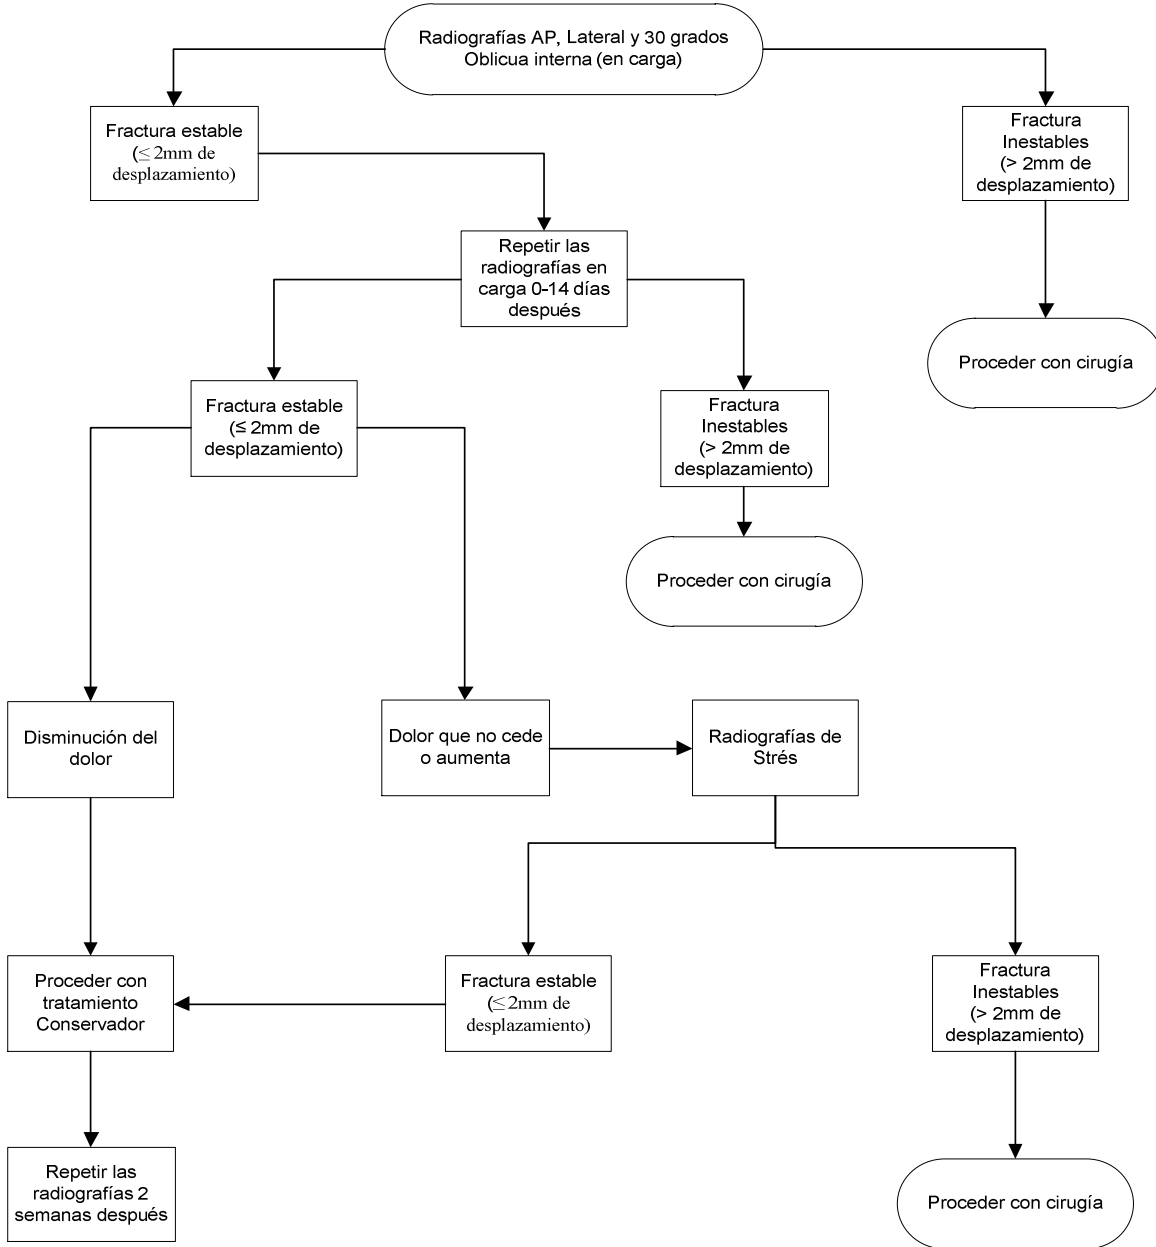 Radiografías AP, Lateral y 30 grados
Oblicua interna (en carga)
Fractura estable
(≤ 2mm de
desplazamiento)
Fractura
Inestables
(> 2mm de
desplazamiento)
Repetir las
radiografías en
carga 0-14 días
después
Proceder con cirugía
Fractura estable
(≤ 2mm de
desplazamiento)
Fractura
Inestables
(> 2mm de
desplazamiento)
Proceder con cirugía
Disminución del
dolor
Dolor que no cede
o aumenta
Radiografías de
Strés
Proceder con
tratamiento
Conservador
Fractura estable
(≤2mm de
desplazamiento)
Fractura
Inestables
(> 2mm de
desplazamiento)
Repetir las
radiografías 2
semanas después
Proceder con cirugía